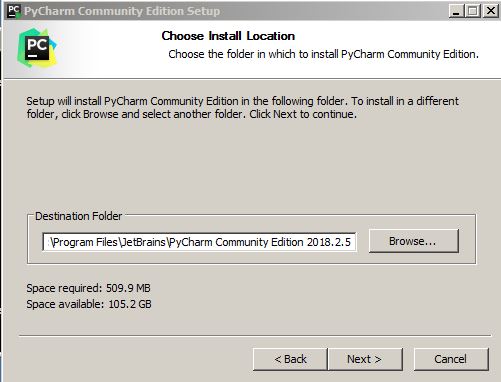 PyCharm Community Edition Setup
PC
Choose Install Location
Choose the folder in which to install PyCharm Community Edition.
Setup will install PyCharm Community Edition in the following folder. To install in a different
folder, click Browse and select another folder. Click Next to continue.
Destination Folder
:\Program Files\JetBrains\PyCharm Community Edition 2018.2.5
Browse...
Space required: 509.9 MB
Space available: 105.2 GB
< Back
Next >
Cancel